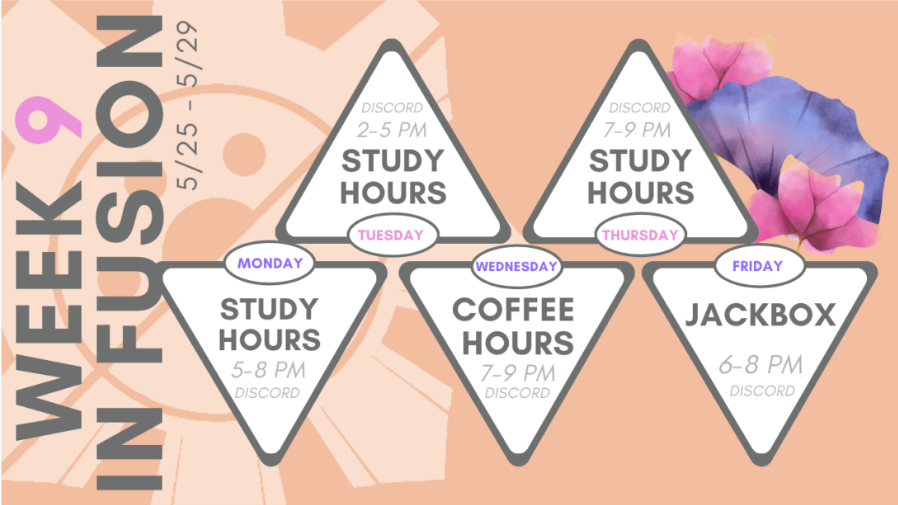 WEEK 9
IN FUSION
5/25 - 5/29
MONDAY
STUDY
HOURS
5-8 PM
DISCORD
DISCORD
2-5 PM
STUDY
HOURS
TUESDAY
WEDNESDAY
COFFEE
HOURS
7-9 PM
DISCORD
DISCORD
7-9 PM
STUDY
HOURS
THURSDAY
FRIDAY
JACKBOX
6-8 PM
DISCORD